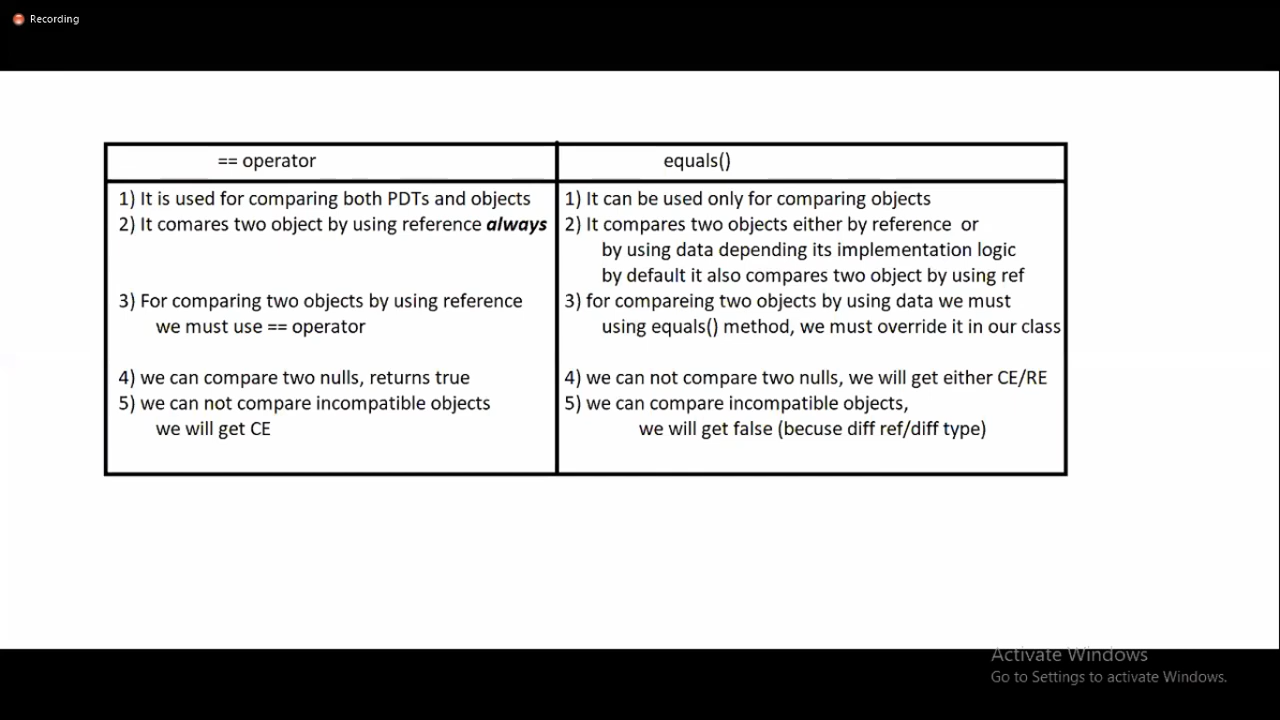 Recording
== operator
equals()
1) It is used for comparing both PDTs and objects
2) It comares two object by using reference always
3) For comparing two objects by using reference
we must use == operator
4) we can compare two nulls, returns true
5) we can not compare incompatible objects
we will get CE
1) It can be used only for comparing objects
2) It compares two objects either by reference or
by using data depending its implementation logic
by default it also compares two object by using ref
3) for compareing two objects by using data we must
using equals() method, we must override it in our class
4) we can not compare two nulls, we will get either CE/RE
5) we can compare incompatible objects,
we will get false (becuse diff ref/diff type)
Activate Windows
Go to Settings to activate Windows.